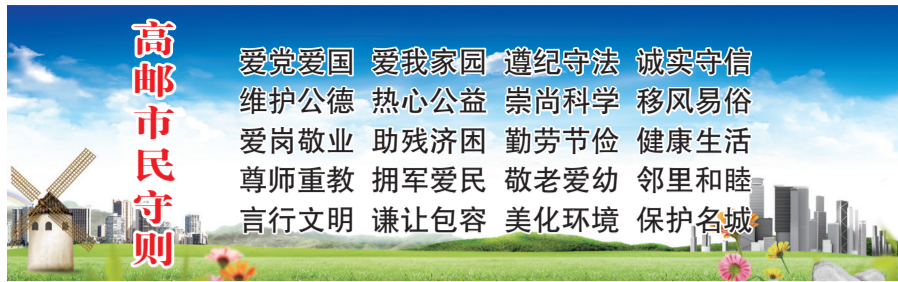 高邮市民守则
爱党爱国 爱我家园 遵纪守法 诚实守信
维护公德 热心公益 崇尚科学 移风易俗
爱岗敬业 助残济困 勤劳节俭 健康生活
尊师重教 拥军爱民 敬老爱幼 邻里和睦
言行文明 谦让包容 美化环境 保护名城